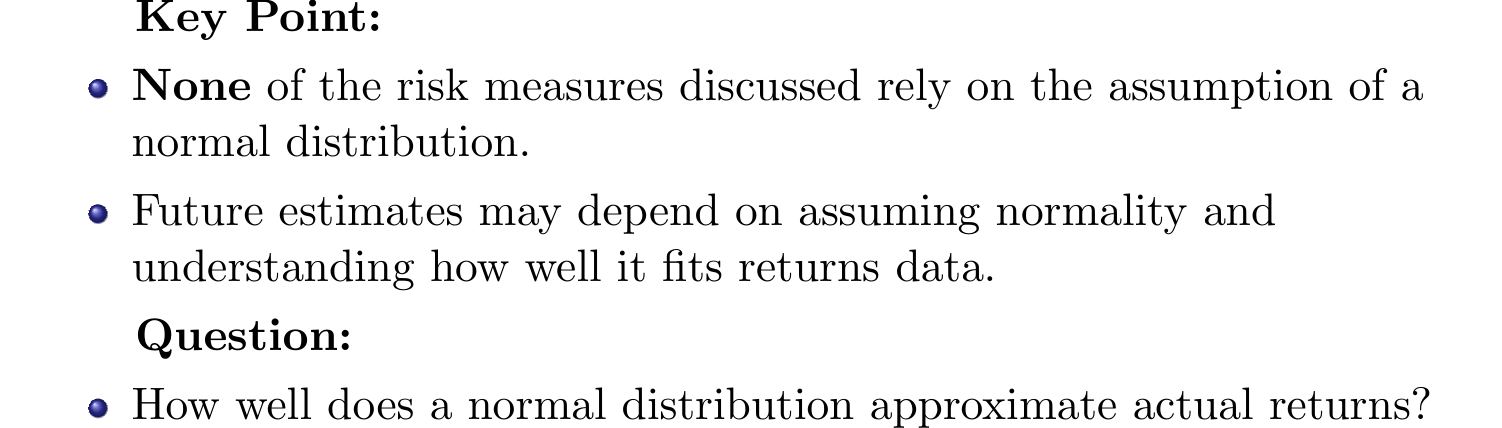 Key Point:
None of the risk measures discussed rely on the assumption of a
normal distribution.
Future estimates may depend on assuming normality and
understanding how well it fits returns data.
Question:
How well does a normal distribution approximate actual returns?